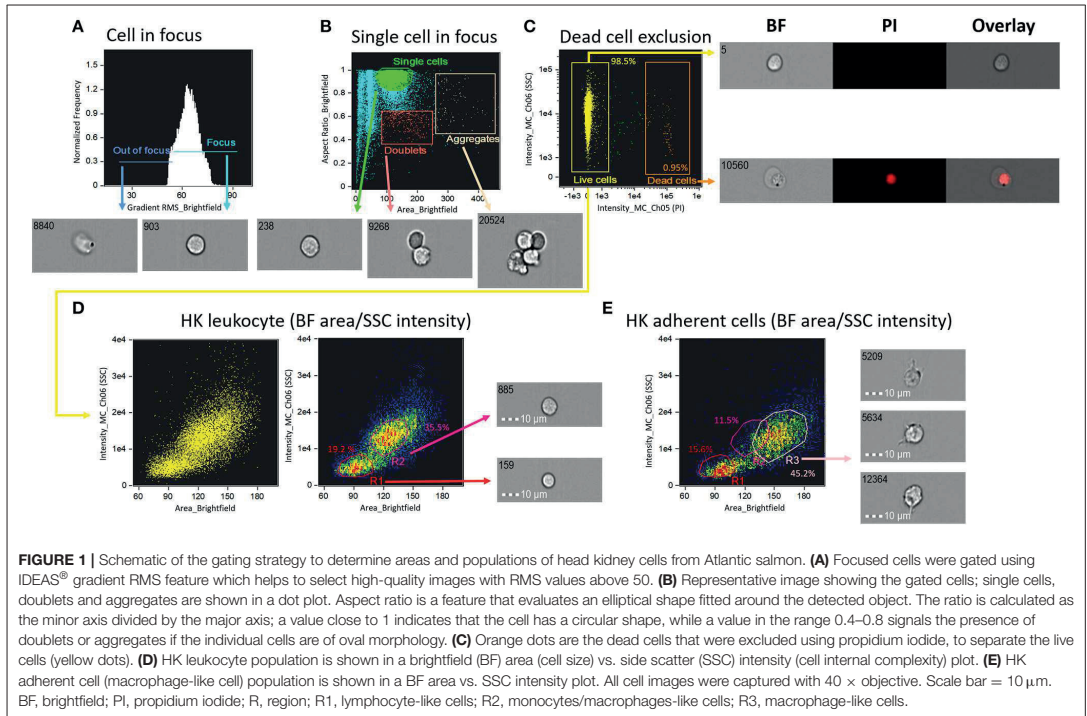 A Cell in focus
Normalized Frequency
1.5
1.2
0.9
0.6
0.3
0
Out of focus
Focus
30 60 90
Gradient RMS_Brightfield
B Single cell in focus
Single cells
Aspect Ratio_Brightfield
1
0.8
0.6
0.4
0.2
0
Doublets
Aggregates
0 100 200 300 400
Area_Brightfield
C Dead cell exclusion
98.5%
Intensity_MC_Ch06 (SSC)
1e5
1e4
1e3
0
0.95%
Live cells
Dead cells
-1e3 0 1e3 1e4 1e5
Intensity_MC_Ch05 (PI)
BF PI Overlay
5
10560
8840
903
238
9268
20524
D HK leukocyte (BF area/SSC intensity)
Intensity_MC_Ch06 (SSC)
4e4
3e4
2e4
1e4
0
60 90 120 150 180
Area_Brightfield
4e4
3e4
2e4
1e4
0
19.2 %
R2
R1
60 90 120 150 180
Area_Brightfield
885
10 µm
159
10 µm
E HK adherent cells (BF area/SSC intensity)
Intensity_MC_Ch06 (SSC)
4e4
3e4
2e4
1e4
0
11.5%
15.6%
R1
R3
45.2%
60 90 120 150 180
Area_Brightfield
5209
10 µm
5634
10 µm
12364
10 µm
FIGURE 1 | Schematic of the gating strategy to determine areas and populations of head kidney cells from Atlantic salmon. (A) Focused cells were gated using
IDEAS® gradient RMS feature which helps to select high-quality images with RMS values above 50. (B) Representative image showing the gated cells; single cells,
doublets and aggregates are shown in a dot plot. Aspect ratio is a feature that evaluates an elliptical shape fitted around the detected object. The ratio is calculated as
the minor axis divided by the major axis; a value close to 1 indicates that the cell has a circular shape, while a value in the range 0.4–0.8 signals the presence of
doublets or aggregates if the individual cells are of oval morphology. (C) Orange dots are the dead cells that were excluded using propidium iodide, to separate the live
cells (yellow dots). (D) HK leukocyte population is shown in a brightfield (BF) area (cell size) vs. side scatter (SSC) intensity (cell internal complexity) plot. (E) HK
adherent cell (macrophage-like cell) population is shown in a BF area vs. SSC intensity plot. All cell images were captured with 40 × objective. Scale bar = 10 µm.
BF, brightfield; PI, propidium iodide; R, region; R1, lymphocyte-like cells; R2, monocytes/macrophages-like cells; R3, macrophage-like cells.